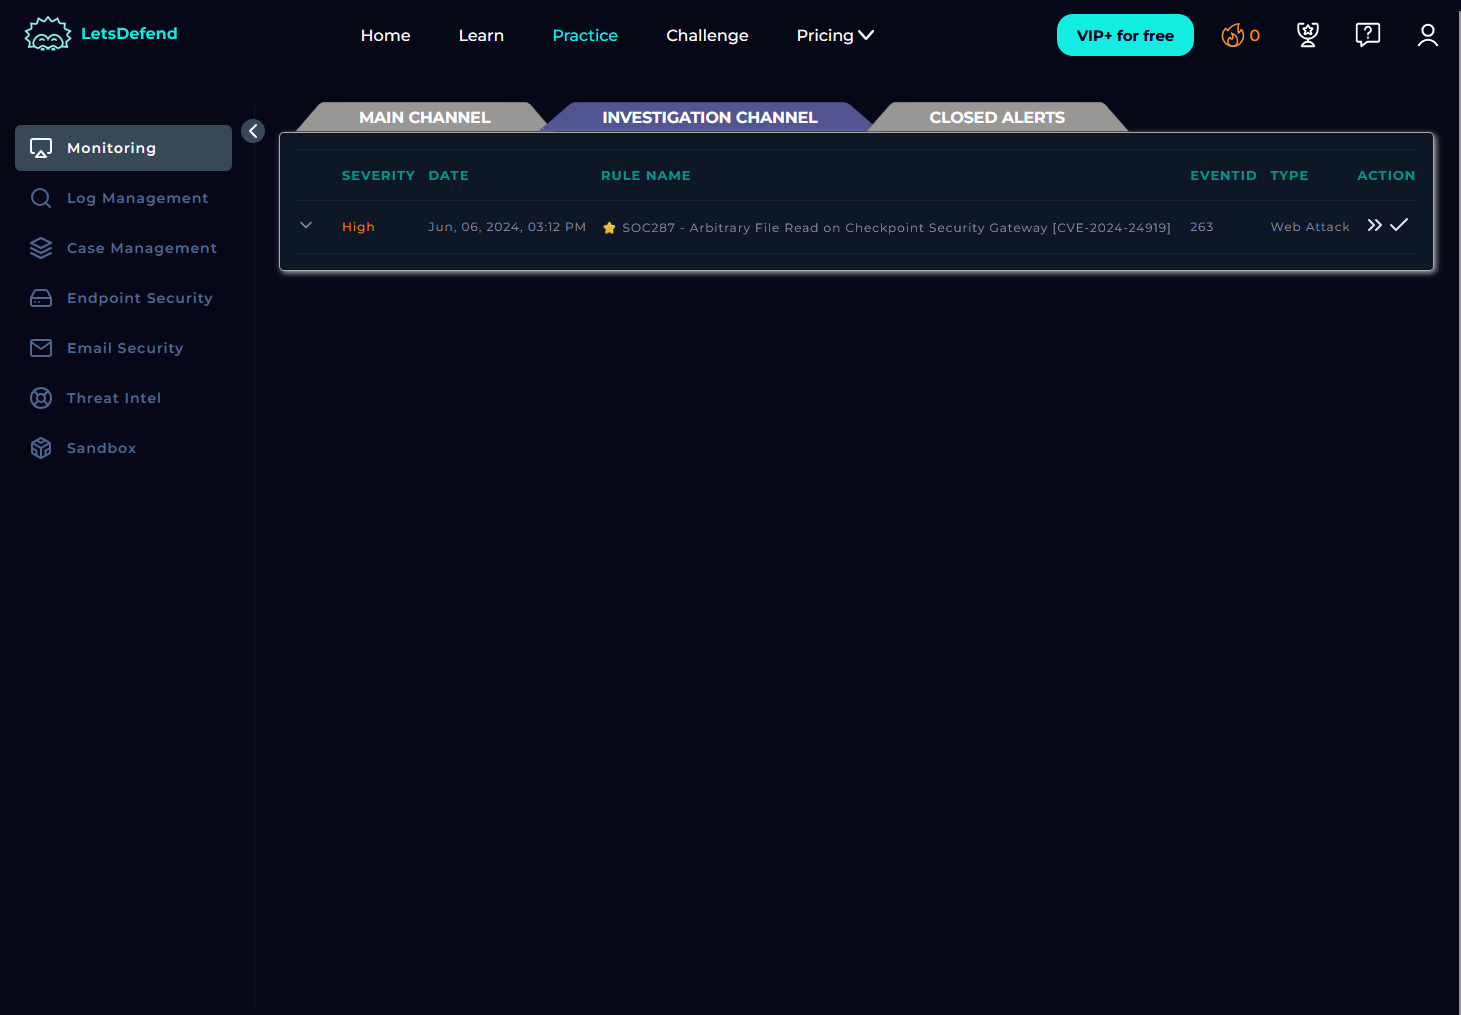 LetsDefend
Home Learn Practice Challenge Pricing
VIP+ for free
0
Monitoring
Log Management
Case Management
Endpoint Security
Email Security
Threat Intel
Sandbox
MAIN CHANNEL INVESTIGATION CHANNEL CLOSED ALERTS
SEVERITY DATE RULE NAME EVENTID TYPE ACTION
High Jun, 06, 2024, 03:12 PM SOC287 - Arbitrary File Read on Checkpoint Security Gateway [CVE-2024-24919] 263 Web Attack